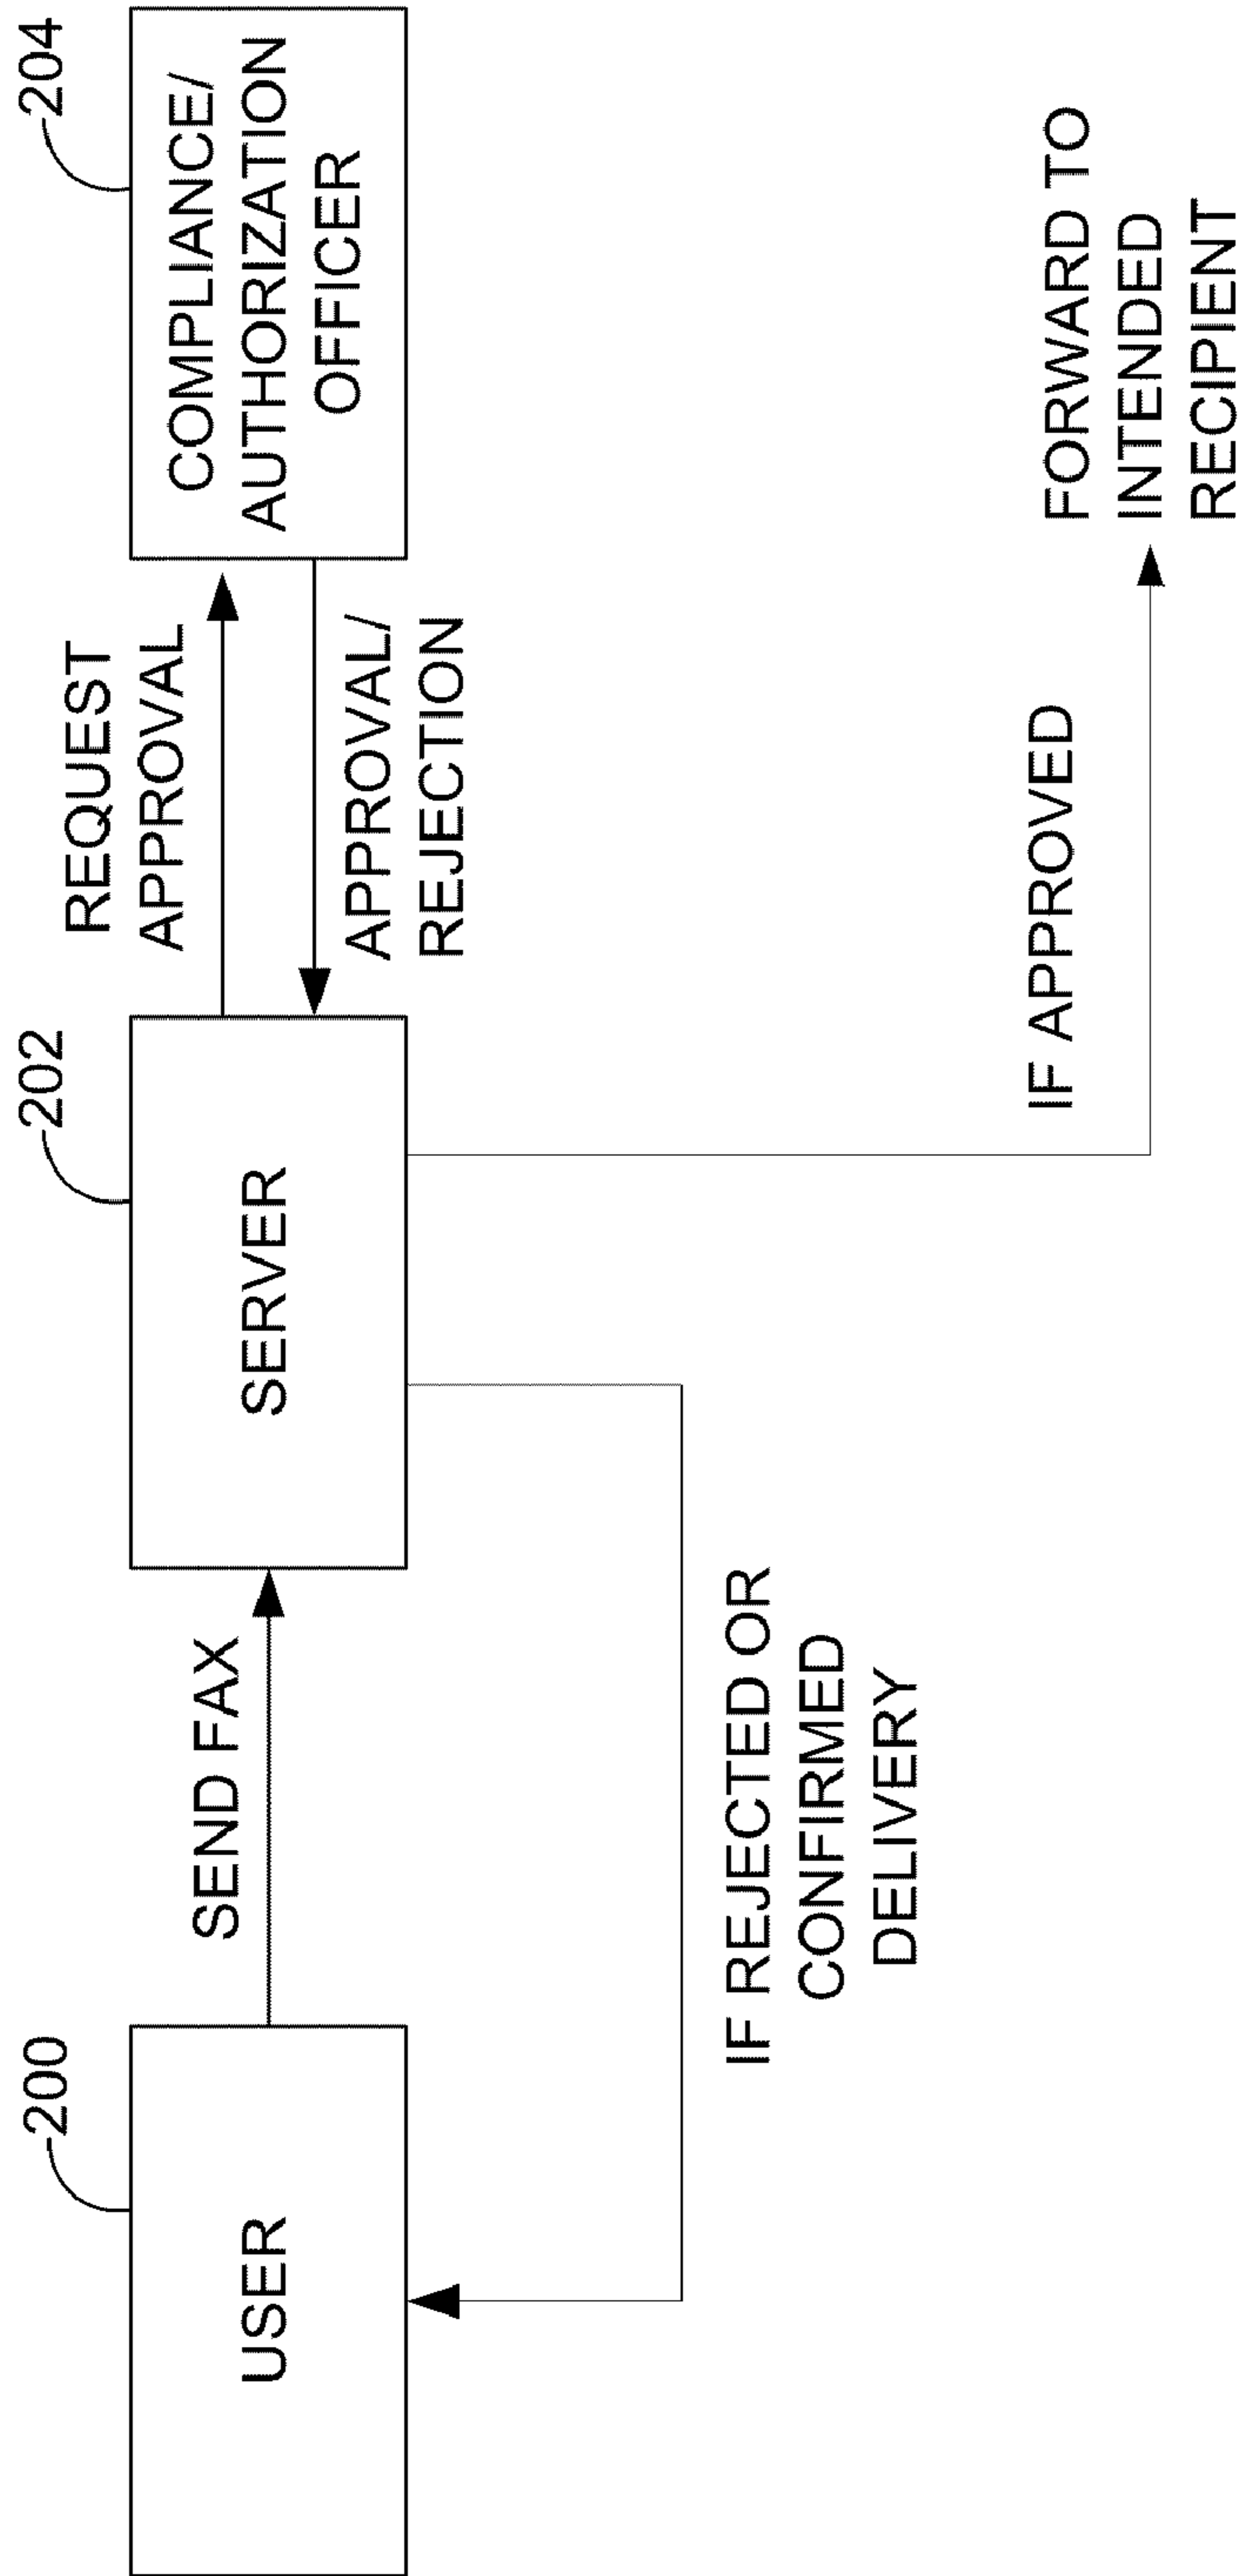 200
USER
SEND FAX
202
SERVER
REQUEST
APPROVAL
APPROVAL/
REJECTION
204
COMPLIANCE/
AUTHORIZATION
OFFICER
IF REJECTED OR
CONFIRMED
DELIVERY
IF APPROVED
FORWARD TO
INTENDED
RECIPIENT